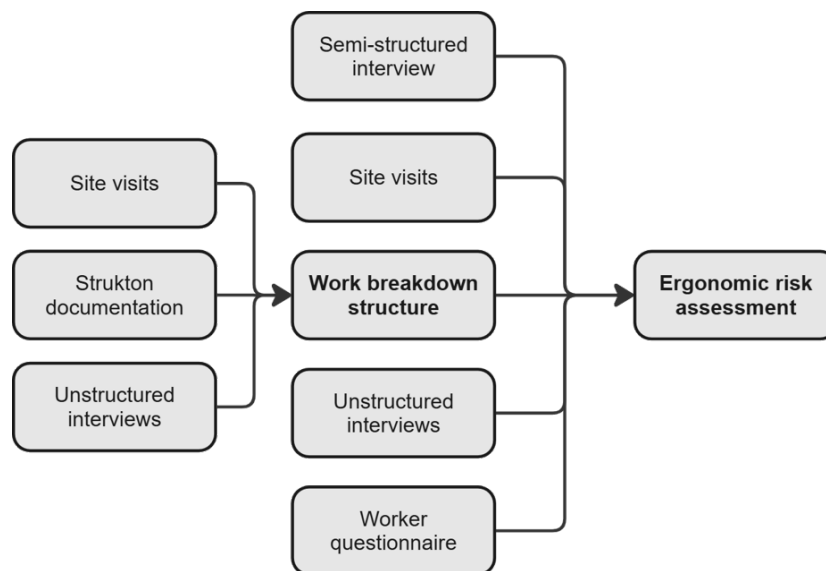 Semi-structured
interview
Site visits
Site visits
Strukton
documentation
Work breakdown
structure
Ergonomic risk
assessment
Unstructured
interviews
Unstructured
interviews
Worker
questionnaire